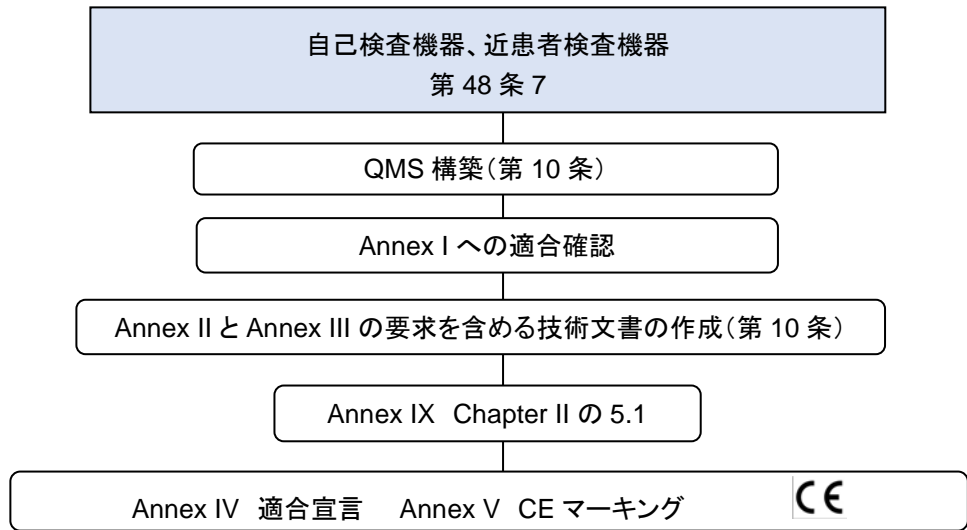 自己検査機器、近患者検査機器
第 48 条 7
QMS 構築(第 10 条)
Annex I への適合確認
Annex II と Annex III の要求を含める技術文書の作成(第 10 条)
Annex IX Chapter II の 5.1
Annex IV 適合宣言 Annex V CE マーキング CE